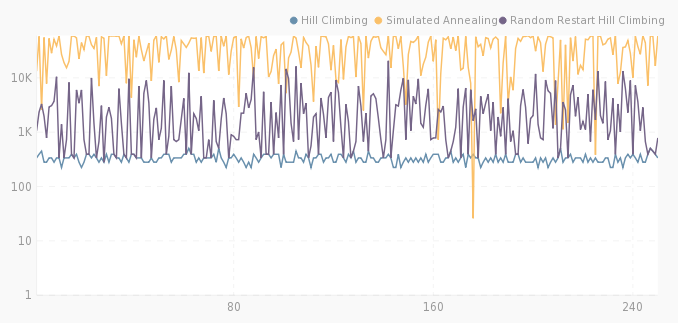 Hill Climbing Simulated Annealing Random Restart Hill Climbing
10K
1K
100
10
1
80 160 240